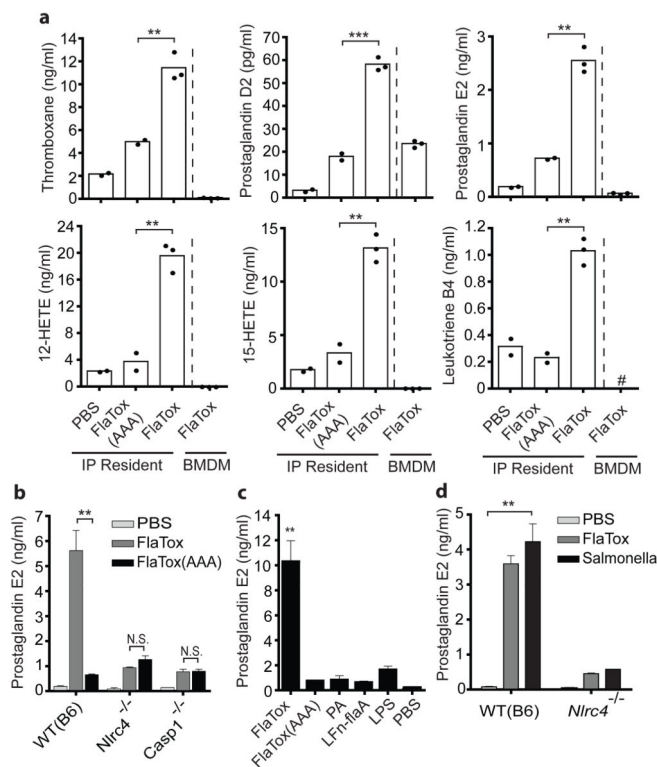 a
**
***
**
Thromboxane (ng/ml)
14
12
10
8
6
4
2
0
Prostaglandin D2 (pg/ml)
70
60
50
40
30
20
10
0
Prostaglandin E2 (ng/ml)
3
2
1
0
**
**
**
12-HETE (ng/ml)
24
20
16
12
8
4
0
15-HETE (ng/ml)
15
10
5
0
Leukotriene B4 (ng/ml)
1.2
1
0.8
0.6
0.4
0.2
0
#
PBS
FlaTox (AAA)
FlaTox
FlaTox
PBS
FlaTox (AAA)
FlaTox
FlaTox
PBS
FlaTox (AAA)
FlaTox
FlaTox
IP Resident
BMDM
IP Resident
BMDM
IP Resident
BMDM
b
Prostaglandin E2 (ng/ml)
7
6
5
4
3
2
1
0
**
PBS
FlaTox
FlaTox(AAA)
N.S.
N.S.
WT(B6)
Nlrc4 -/-
Casp1 -/-
c
Prostaglandin E2 (ng/ml)
14
12
10
8
6
4
2
0
**
FlaTox
FlaTox(AAA)
PA
LFn-flaA
LPS
PBS
d
Prostaglandin E2 (ng/ml)
5
4
3
2
1
0
**
PBS
FlaTox
Salmonella
WT(B6)
Nlrc4-/-